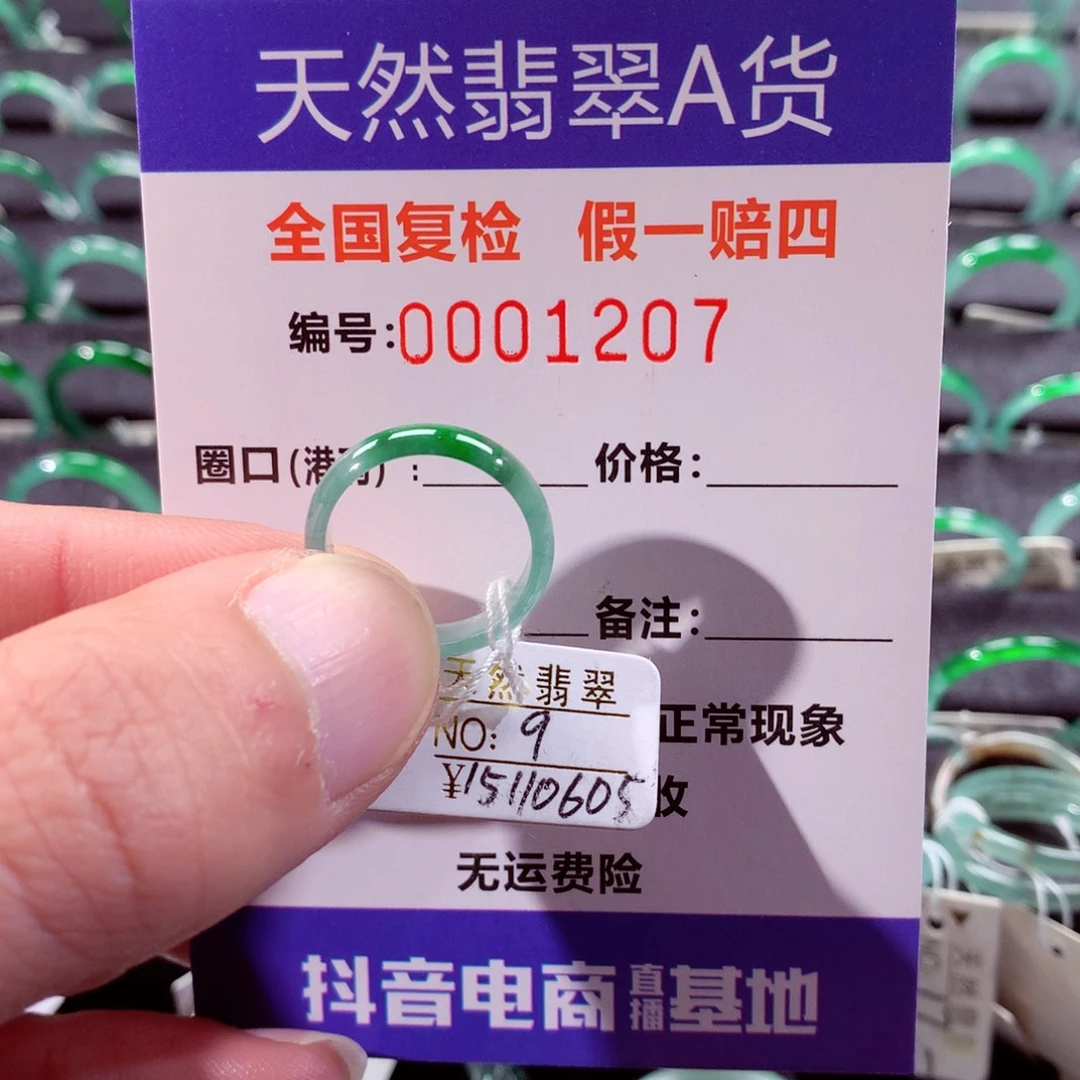 天然翡翠A货
全国复检 假一赔四
编号:0001207
圈口(港码):
价格:
备注:
天然翡翠
NO: 9
¥15110605
正常现象
收
无运费险
抖音电商直播基地